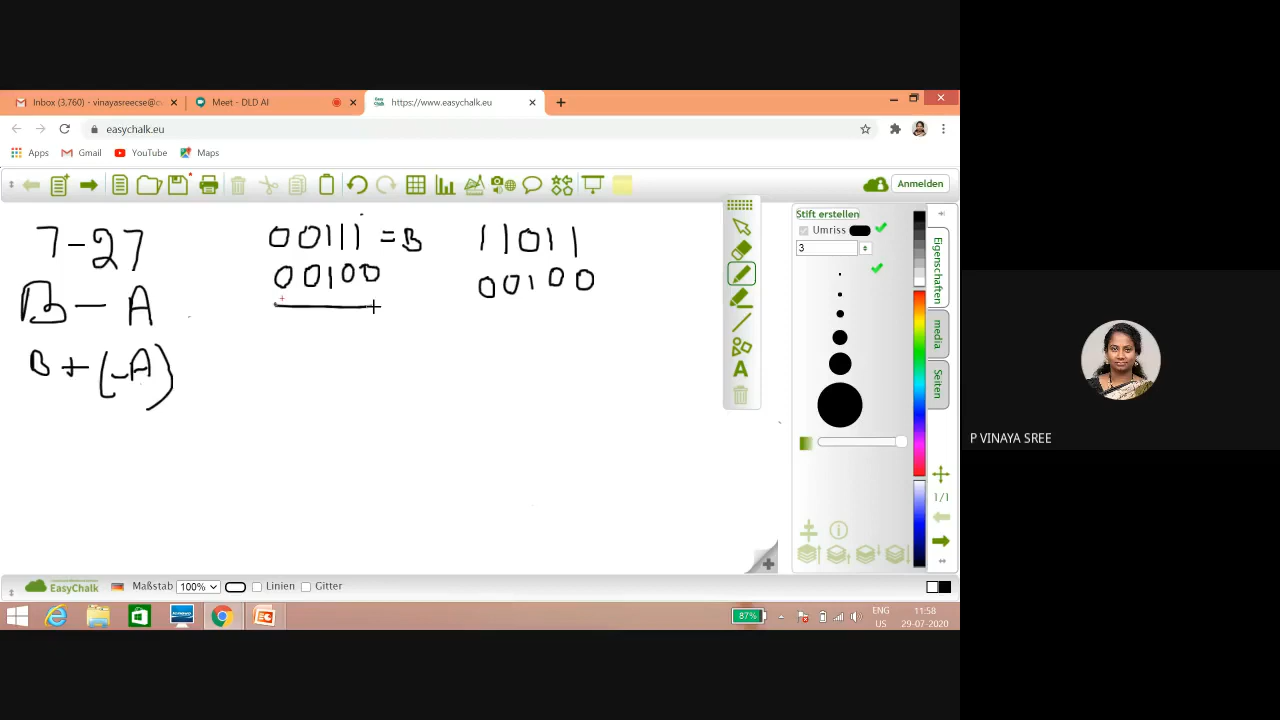 Inbox (3,760) - vinayasreecse@c
Meet - DLD AI
https://www.easychalk.eu
easychalk.eu
Apps
Gmail
YouTube
Maps
Anmelden
7-27
B - A
B + (-A)
00111 = B
00100
11011
00100
Stift erstellen
Umriss
3
Eigenschaften
media
Seiten
1/1
P VINAYA SREE
EasyChalk
Maßstab
100%
Linien
Gitter
87%
ENG
US
11:58
29-07-2020